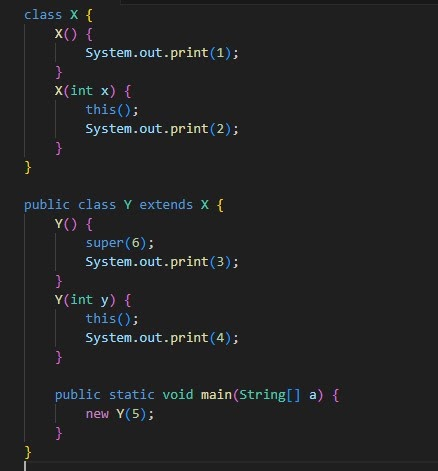 class X {
    X() {
        System.out.print(1);
    }
    X(int x) {
        this();
        System.out.print(2);
    }
}

public class Y extends X {
    Y() {
        super(6);
        System.out.print(3);
    }
    Y(int y) {
        this();
        System.out.print(4);
    }

    public static void main(String[] a) {
        new Y(5);
    }
}